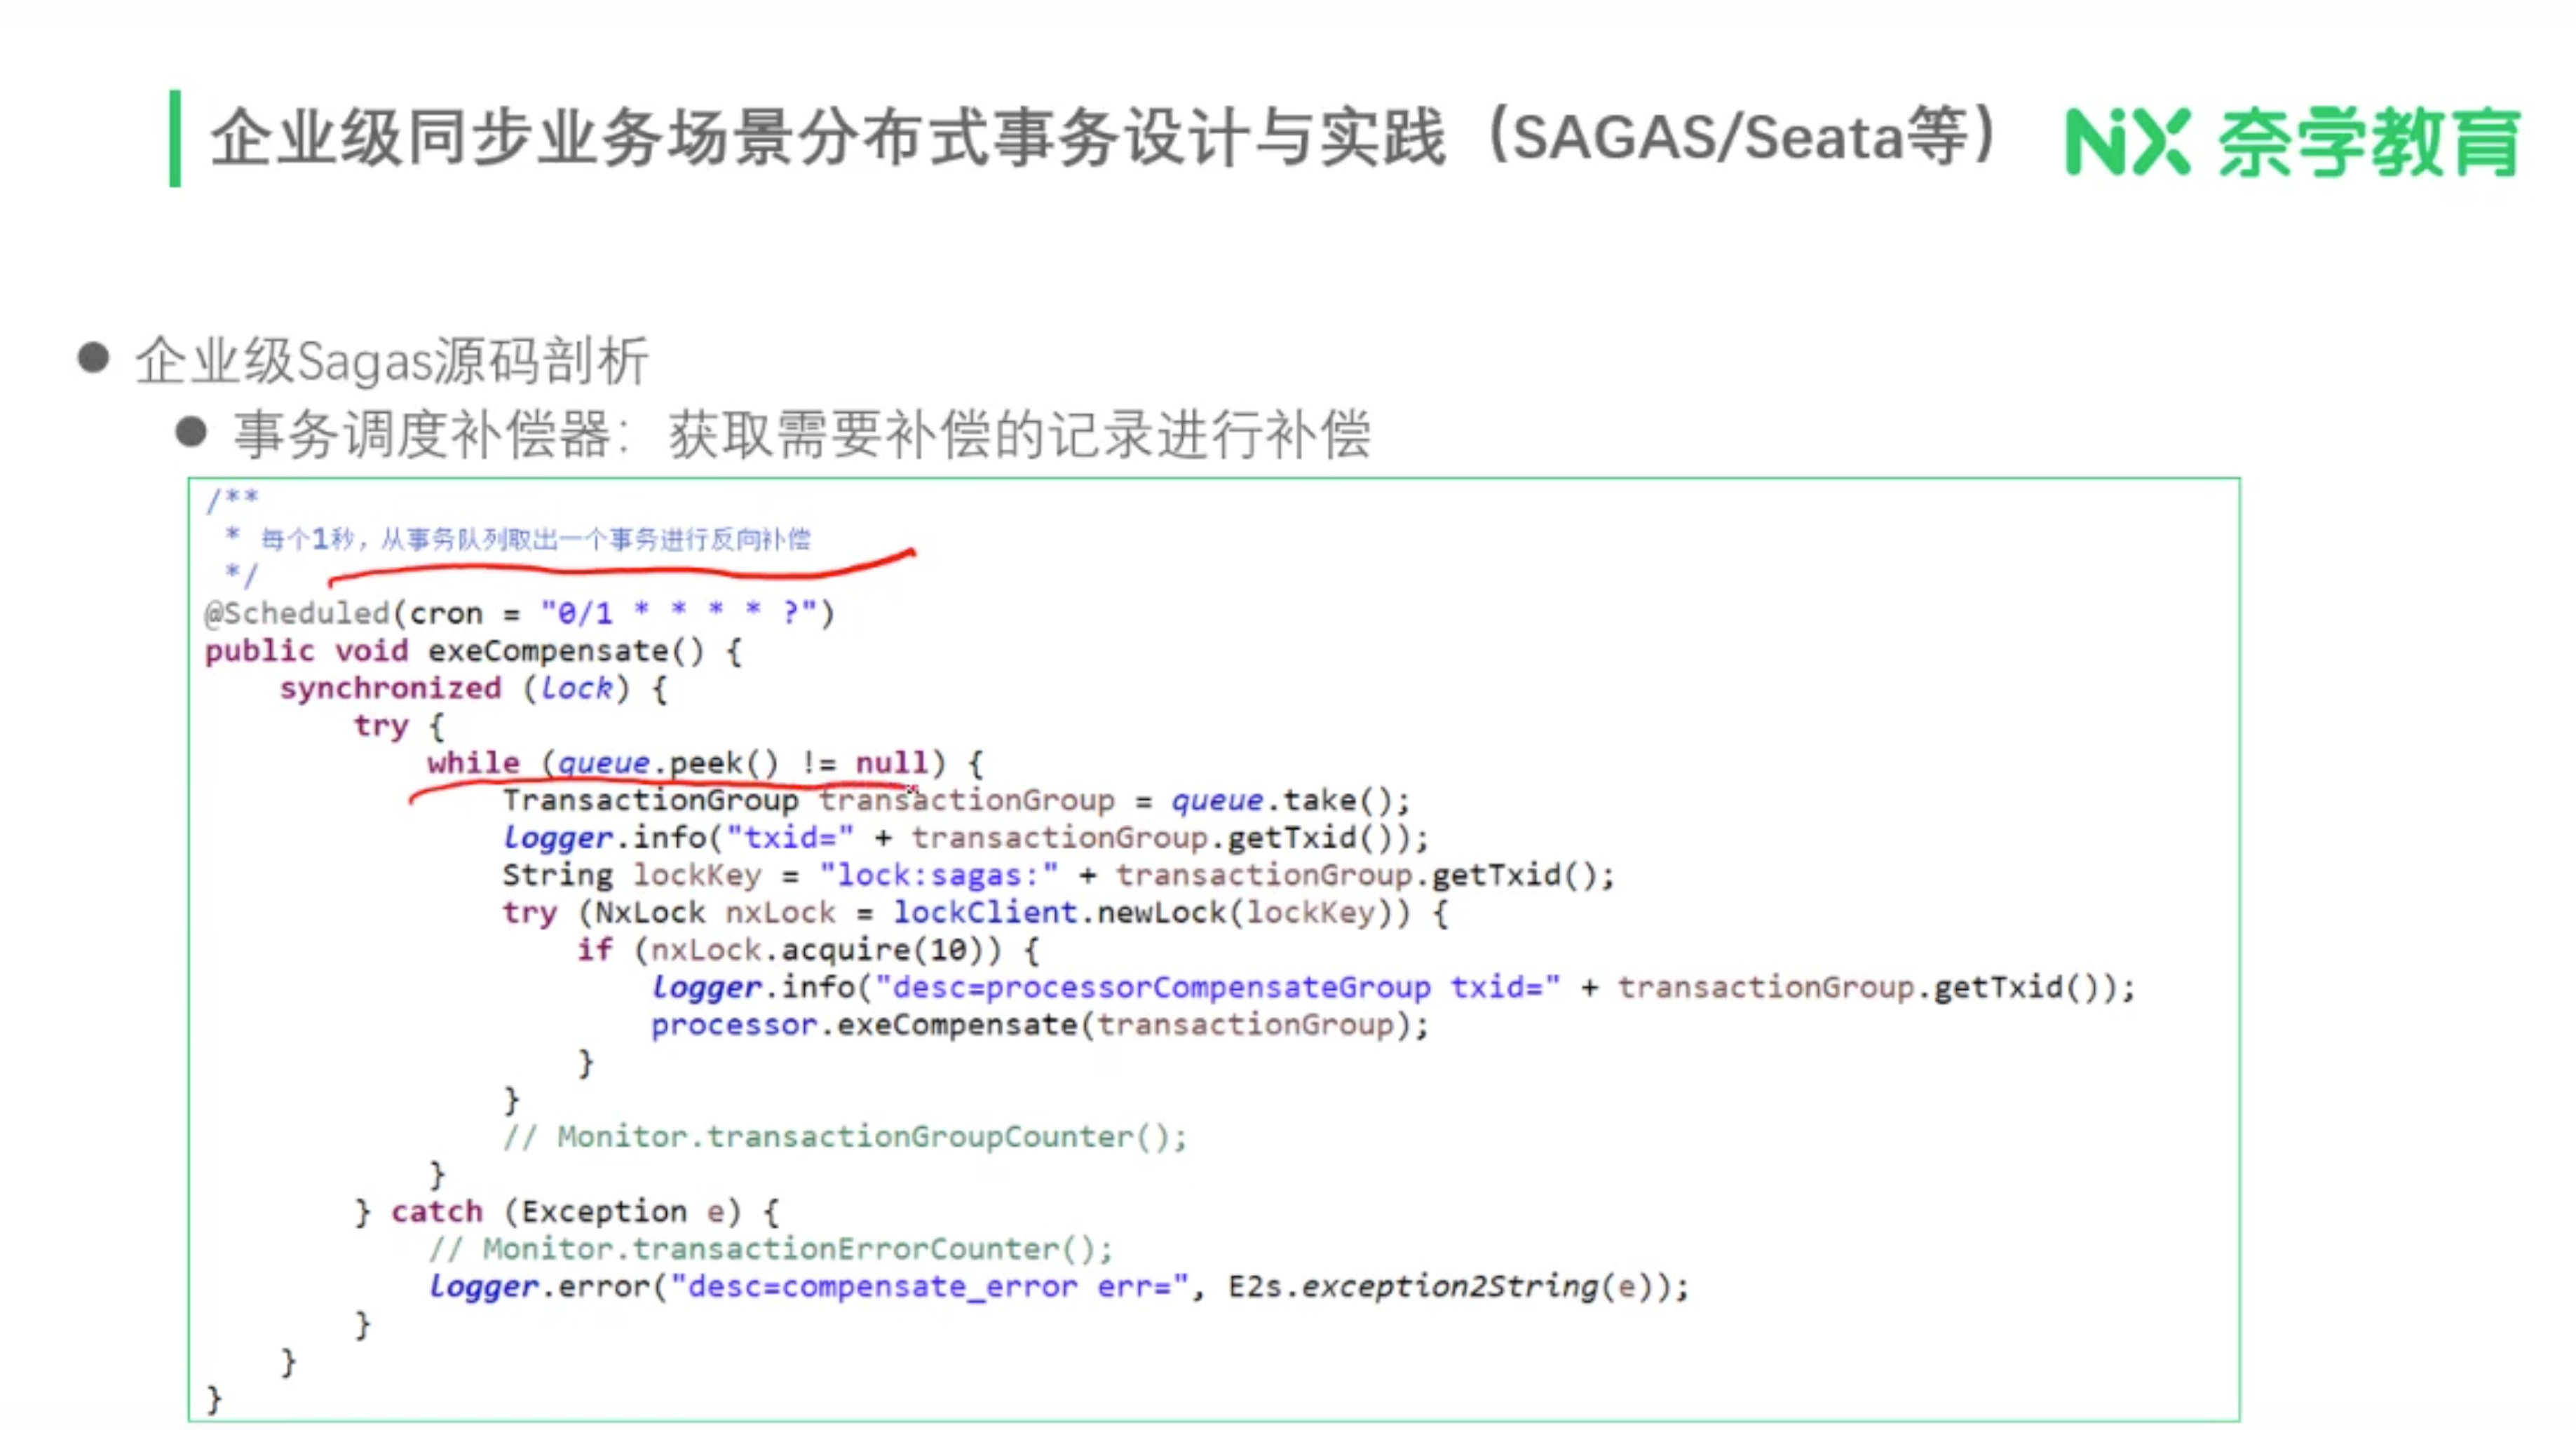 企业级同步业务场景分布式事务设计与实践（SAGAS/Seata等）
NX 奈学教育
企业级Sagas源码剖析
事务调度补偿器：获取需要补偿的记录进行补偿
/**
 * 每个1秒，从事务队列取出一个事务进行反向补偿
 */
@Scheduled(cron = "0/1 * * * * ?")
public void exeCompensate() {
    synchronized (lock) {
        try {
            while (queue.peek() != null) {
                TransactionGroup transactionGroup = queue.take();
                logger.info("txid=" + transactionGroup.getTxid());
                String lockKey = "lock:sagas:" + transactionGroup.getTxid();
                try (NxLock nxLock = lockClient.newLock(lockKey)) {
                    if (nxLock.acquire(10)) {
                        logger.info("desc=processorCompensateGroup txid=" + transactionGroup.getTxid());
                        processor.exeCompensate(transactionGroup);
                    }
                }
                // Monitor.transactionGroupCounter();
            }
        } catch (Exception e) {
            // Monitor.transactionErrorCounter();
            logger.error("desc=compensate_error err=", E2s.exception2String(e));
        }
    }
}